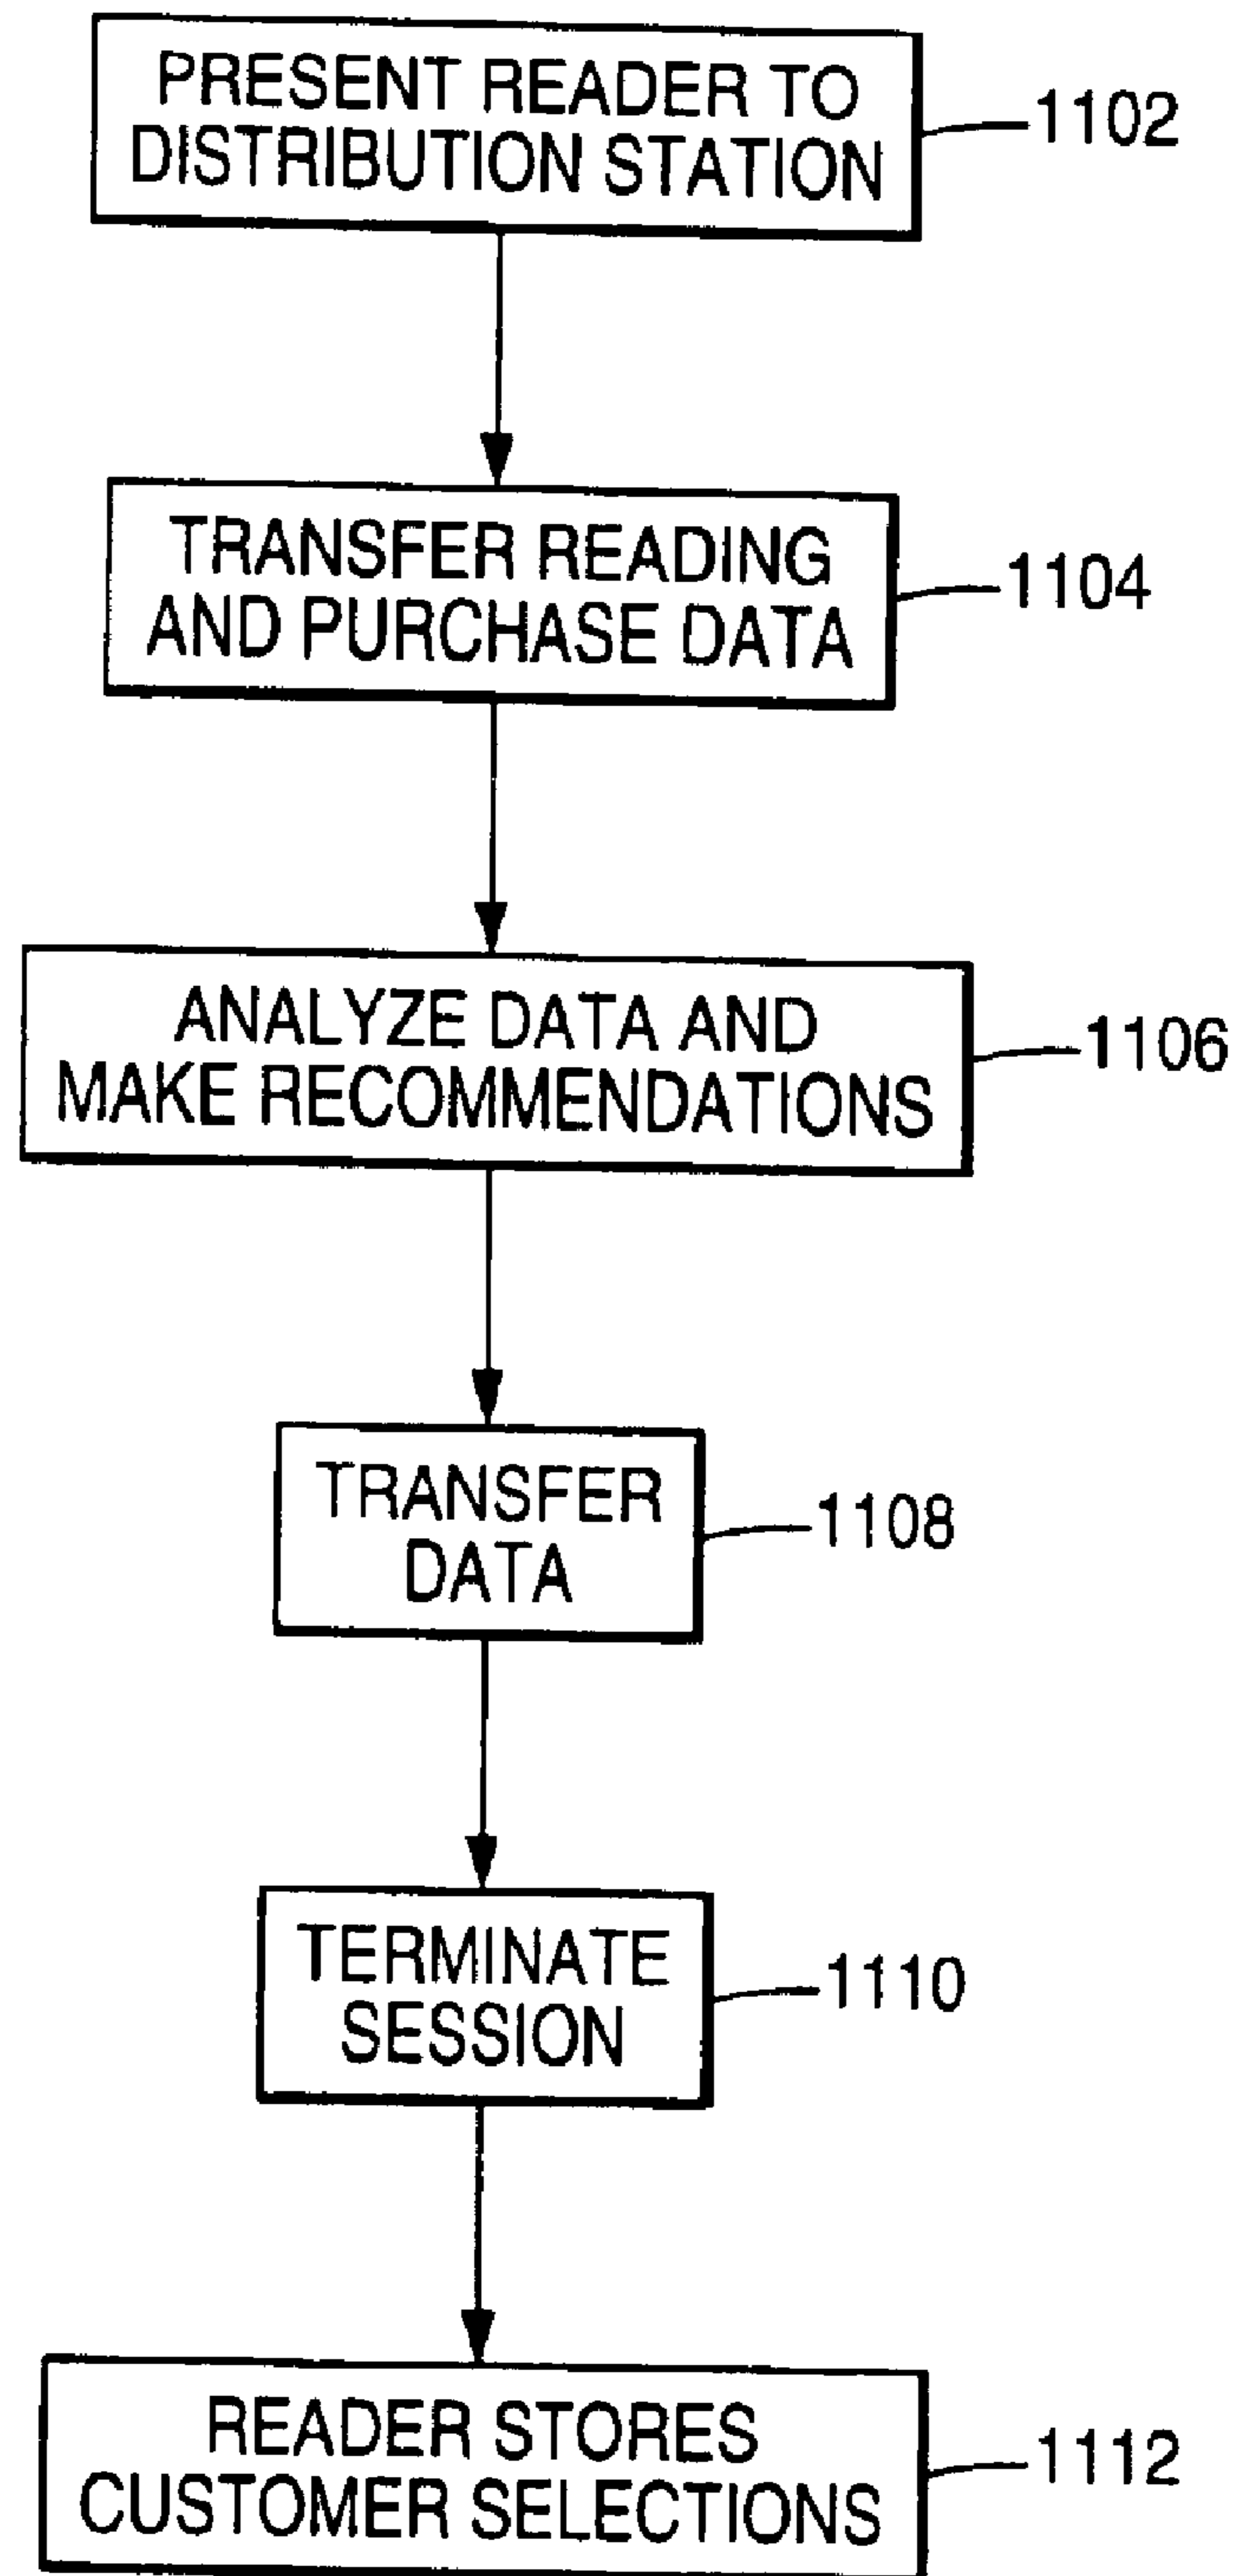 PRESENT READER TO
DISTRIBUTION STATION
1102
TRANSFER READING
AND PURCHASE DATA
1104
ANALYZE DATA AND
MAKE RECOMMENDATIONS
1106
TRANSFER
DATA
1108
TERMINATE
SESSION
1110
READER STORES
CUSTOMER SELECTIONS
1112